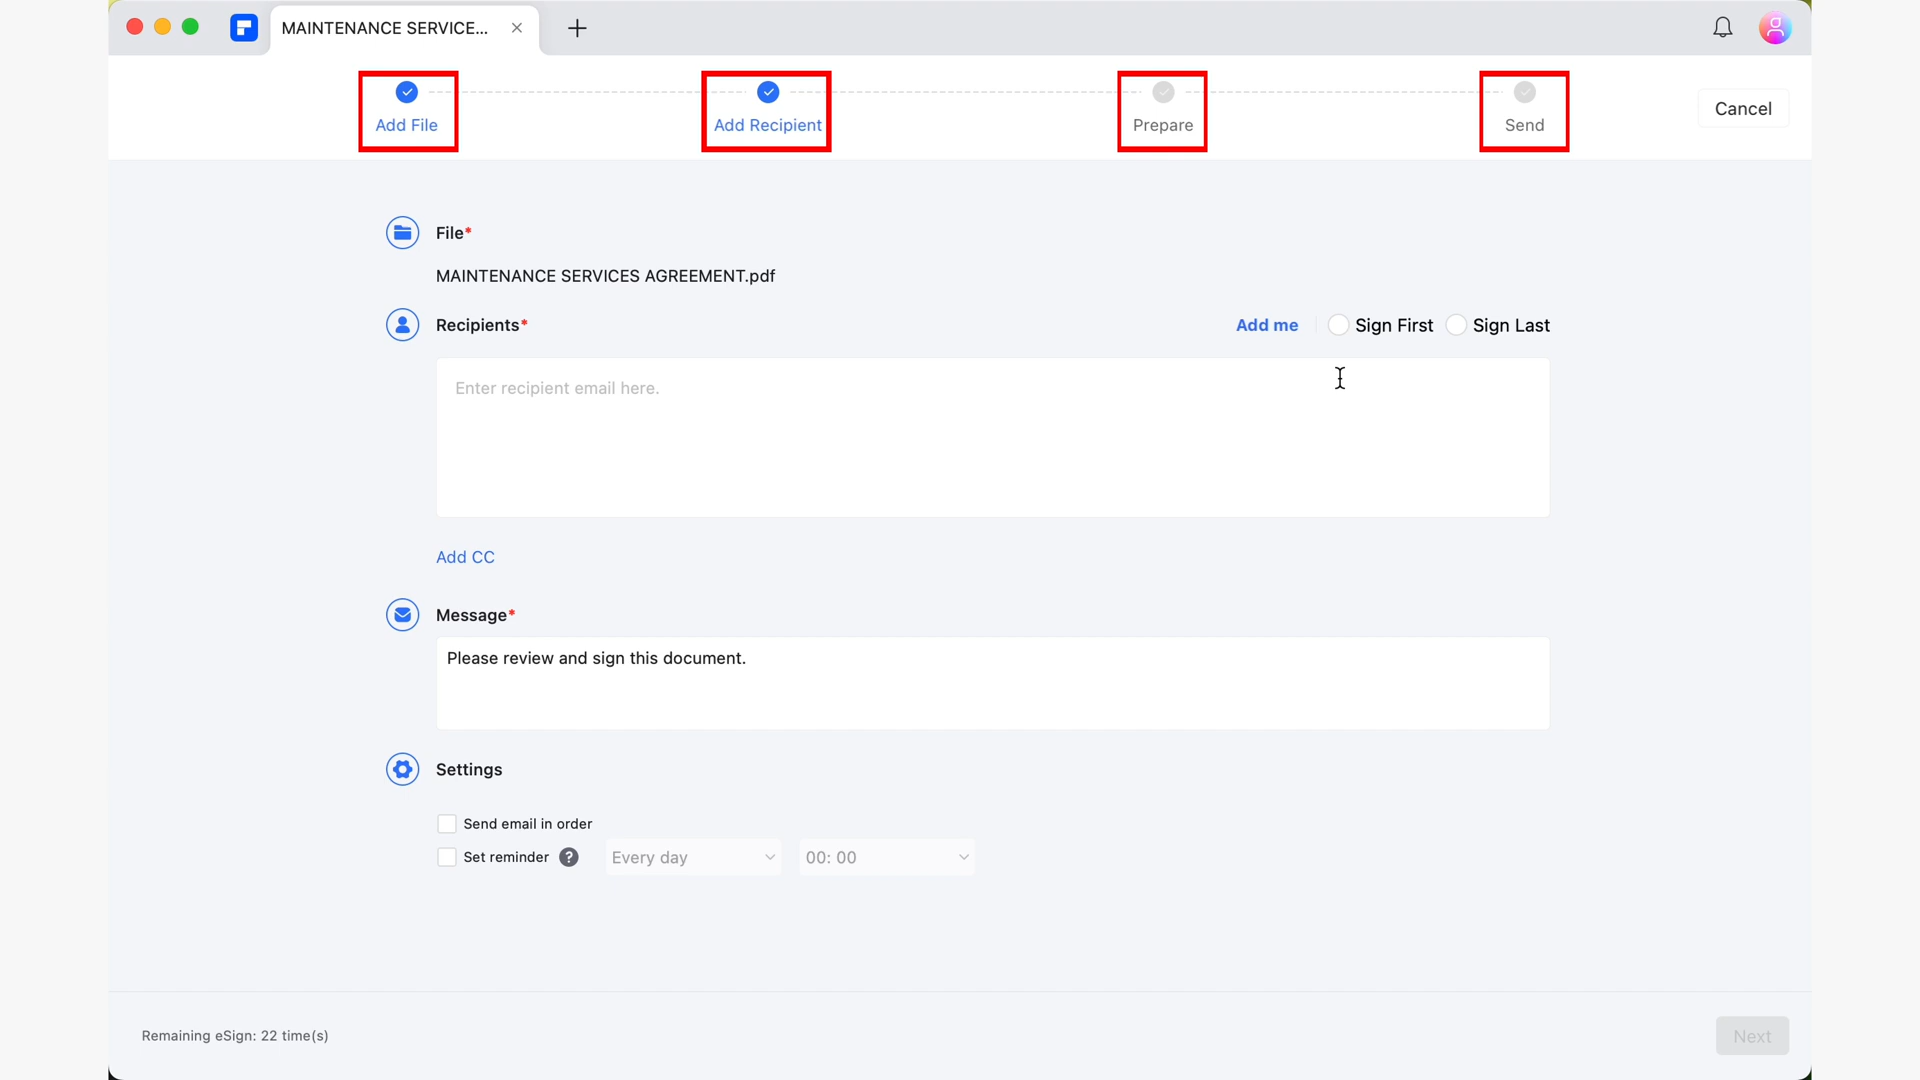 MAINTENANCE SERVICE...
Add File
Add Recipient
Prepare
Send
Cancel
File*
MAINTENANCE SERVICES AGREEMENT.pdf
Recipients*
Add me
Sign First
Sign Last
Enter recipient email here.
Add CC
Message*
Please review and sign this document.
Settings
Send email in order
Set reminder ?
Every day
00: 00
Remaining eSign: 22 time(s)
Next